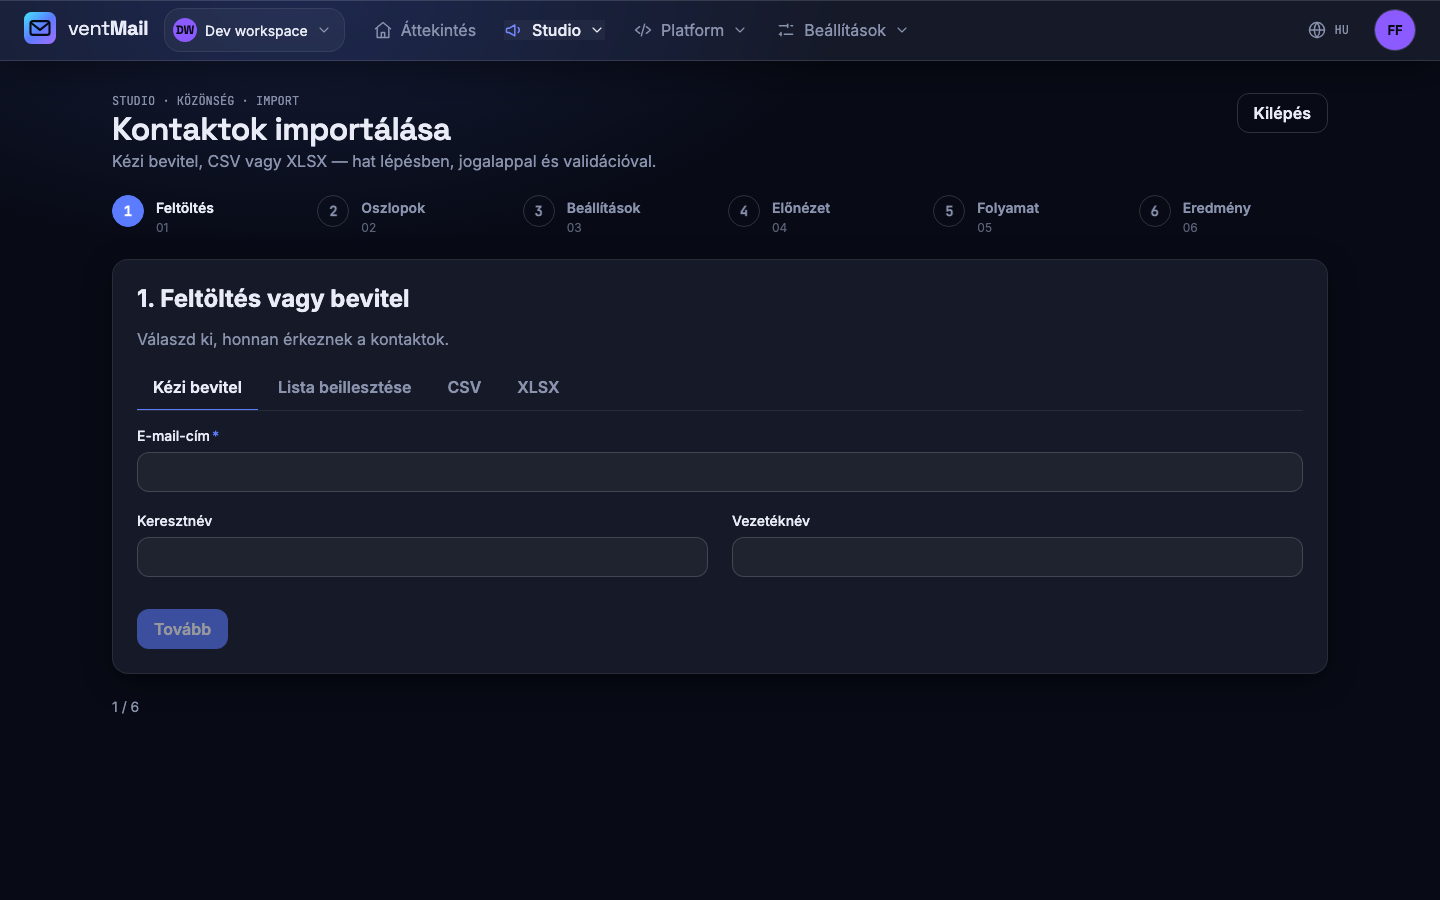 ventMail
DW Dev workspace
Áttekintés
Studio
Platform
Beállítások
HU
FF
STUDIO · KÖZÖNSÉG · IMPORT
Kontaktok importálása
Kilépés
Kézi bevitel, CSV vagy XLSX — hat lépésben, jogalappal és validációval.
1 Feltöltés
01
2 Oszlopok
02
3 Beállítások
03
4 Előnézet
04
5 Folyamat
05
6 Eredmény
06
1. Feltöltés vagy bevitel
Válaszd ki, honnan érkeznek a kontaktok.
Kézi bevitel
Lista beillesztése
CSV
XLSX
E-mail-cím *
Keresztnév
Vezetéknév
Tovább
1 / 6